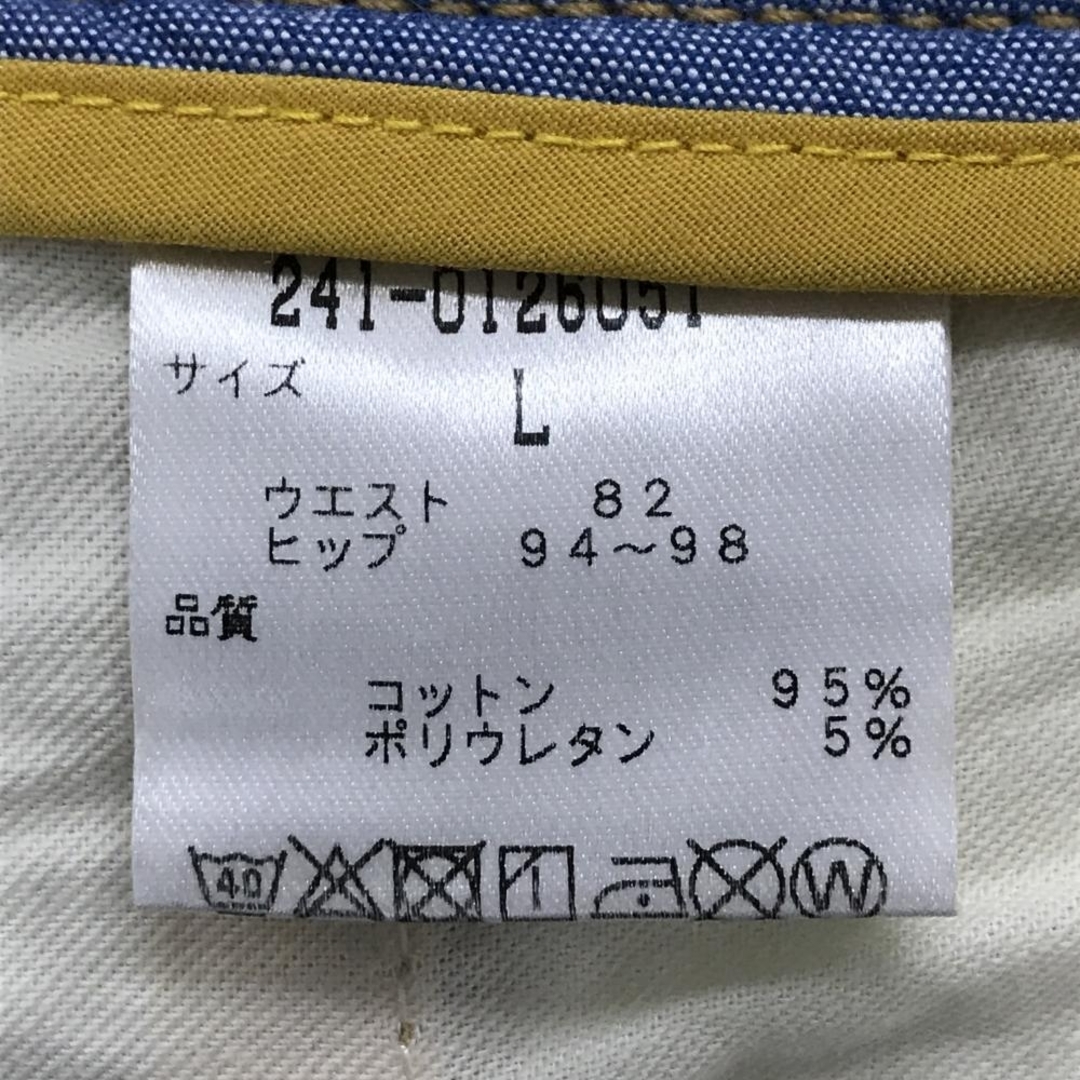 241-0126051
サイズ
L
ウエスト 82
ヒップ 94～98
品質
コットン 95%
ポリウレタン 5%
40
W